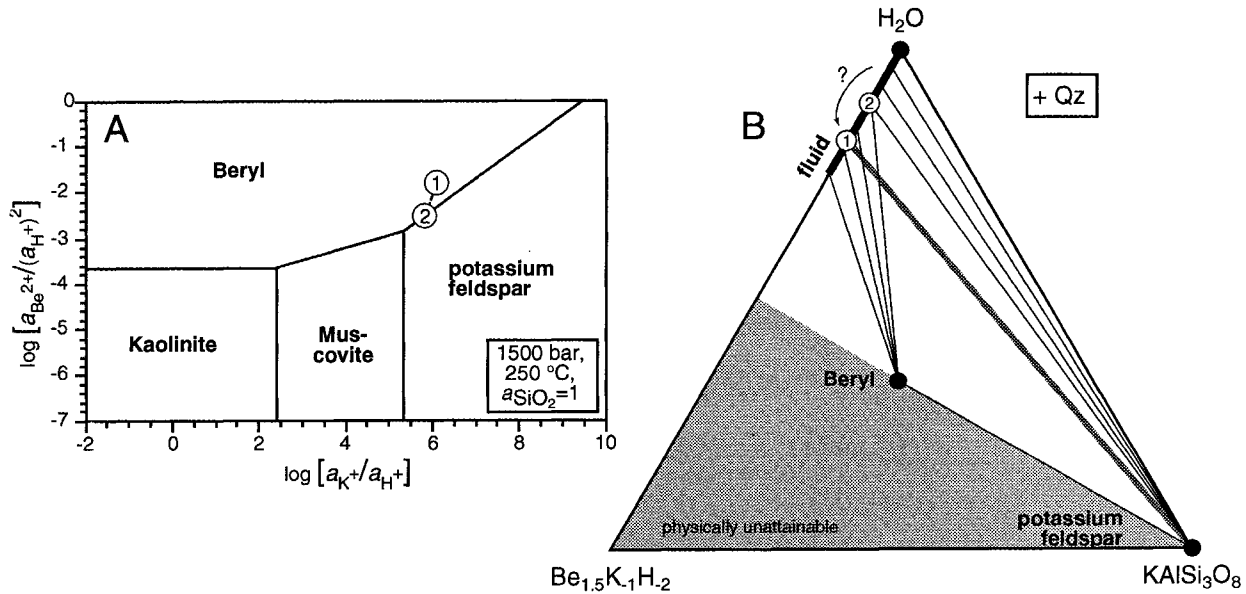 A
0
-1
-2
-3
-4
-5
-6
-7
log [aBe2+/(aH+)2]
Beryl
1
2
Kaolinite
Mus-
covite
potassium
feldspar
1500 bar,
250 °C,
aSiO2=1
-2 0 2 4 6 8 10
log [aK+/aH+]
B
H2O
+ Qz
?
2
1
fluid
Beryl
physically unattainable
potassium
feldspar
Be1.5K-1H-2
KAlSi3O8